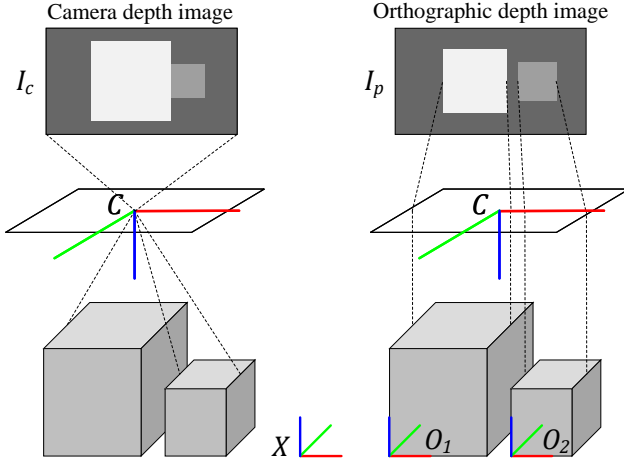 Camera depth image
Orthographic depth image
I_c
I_p
C
C
X
O_1
O_2